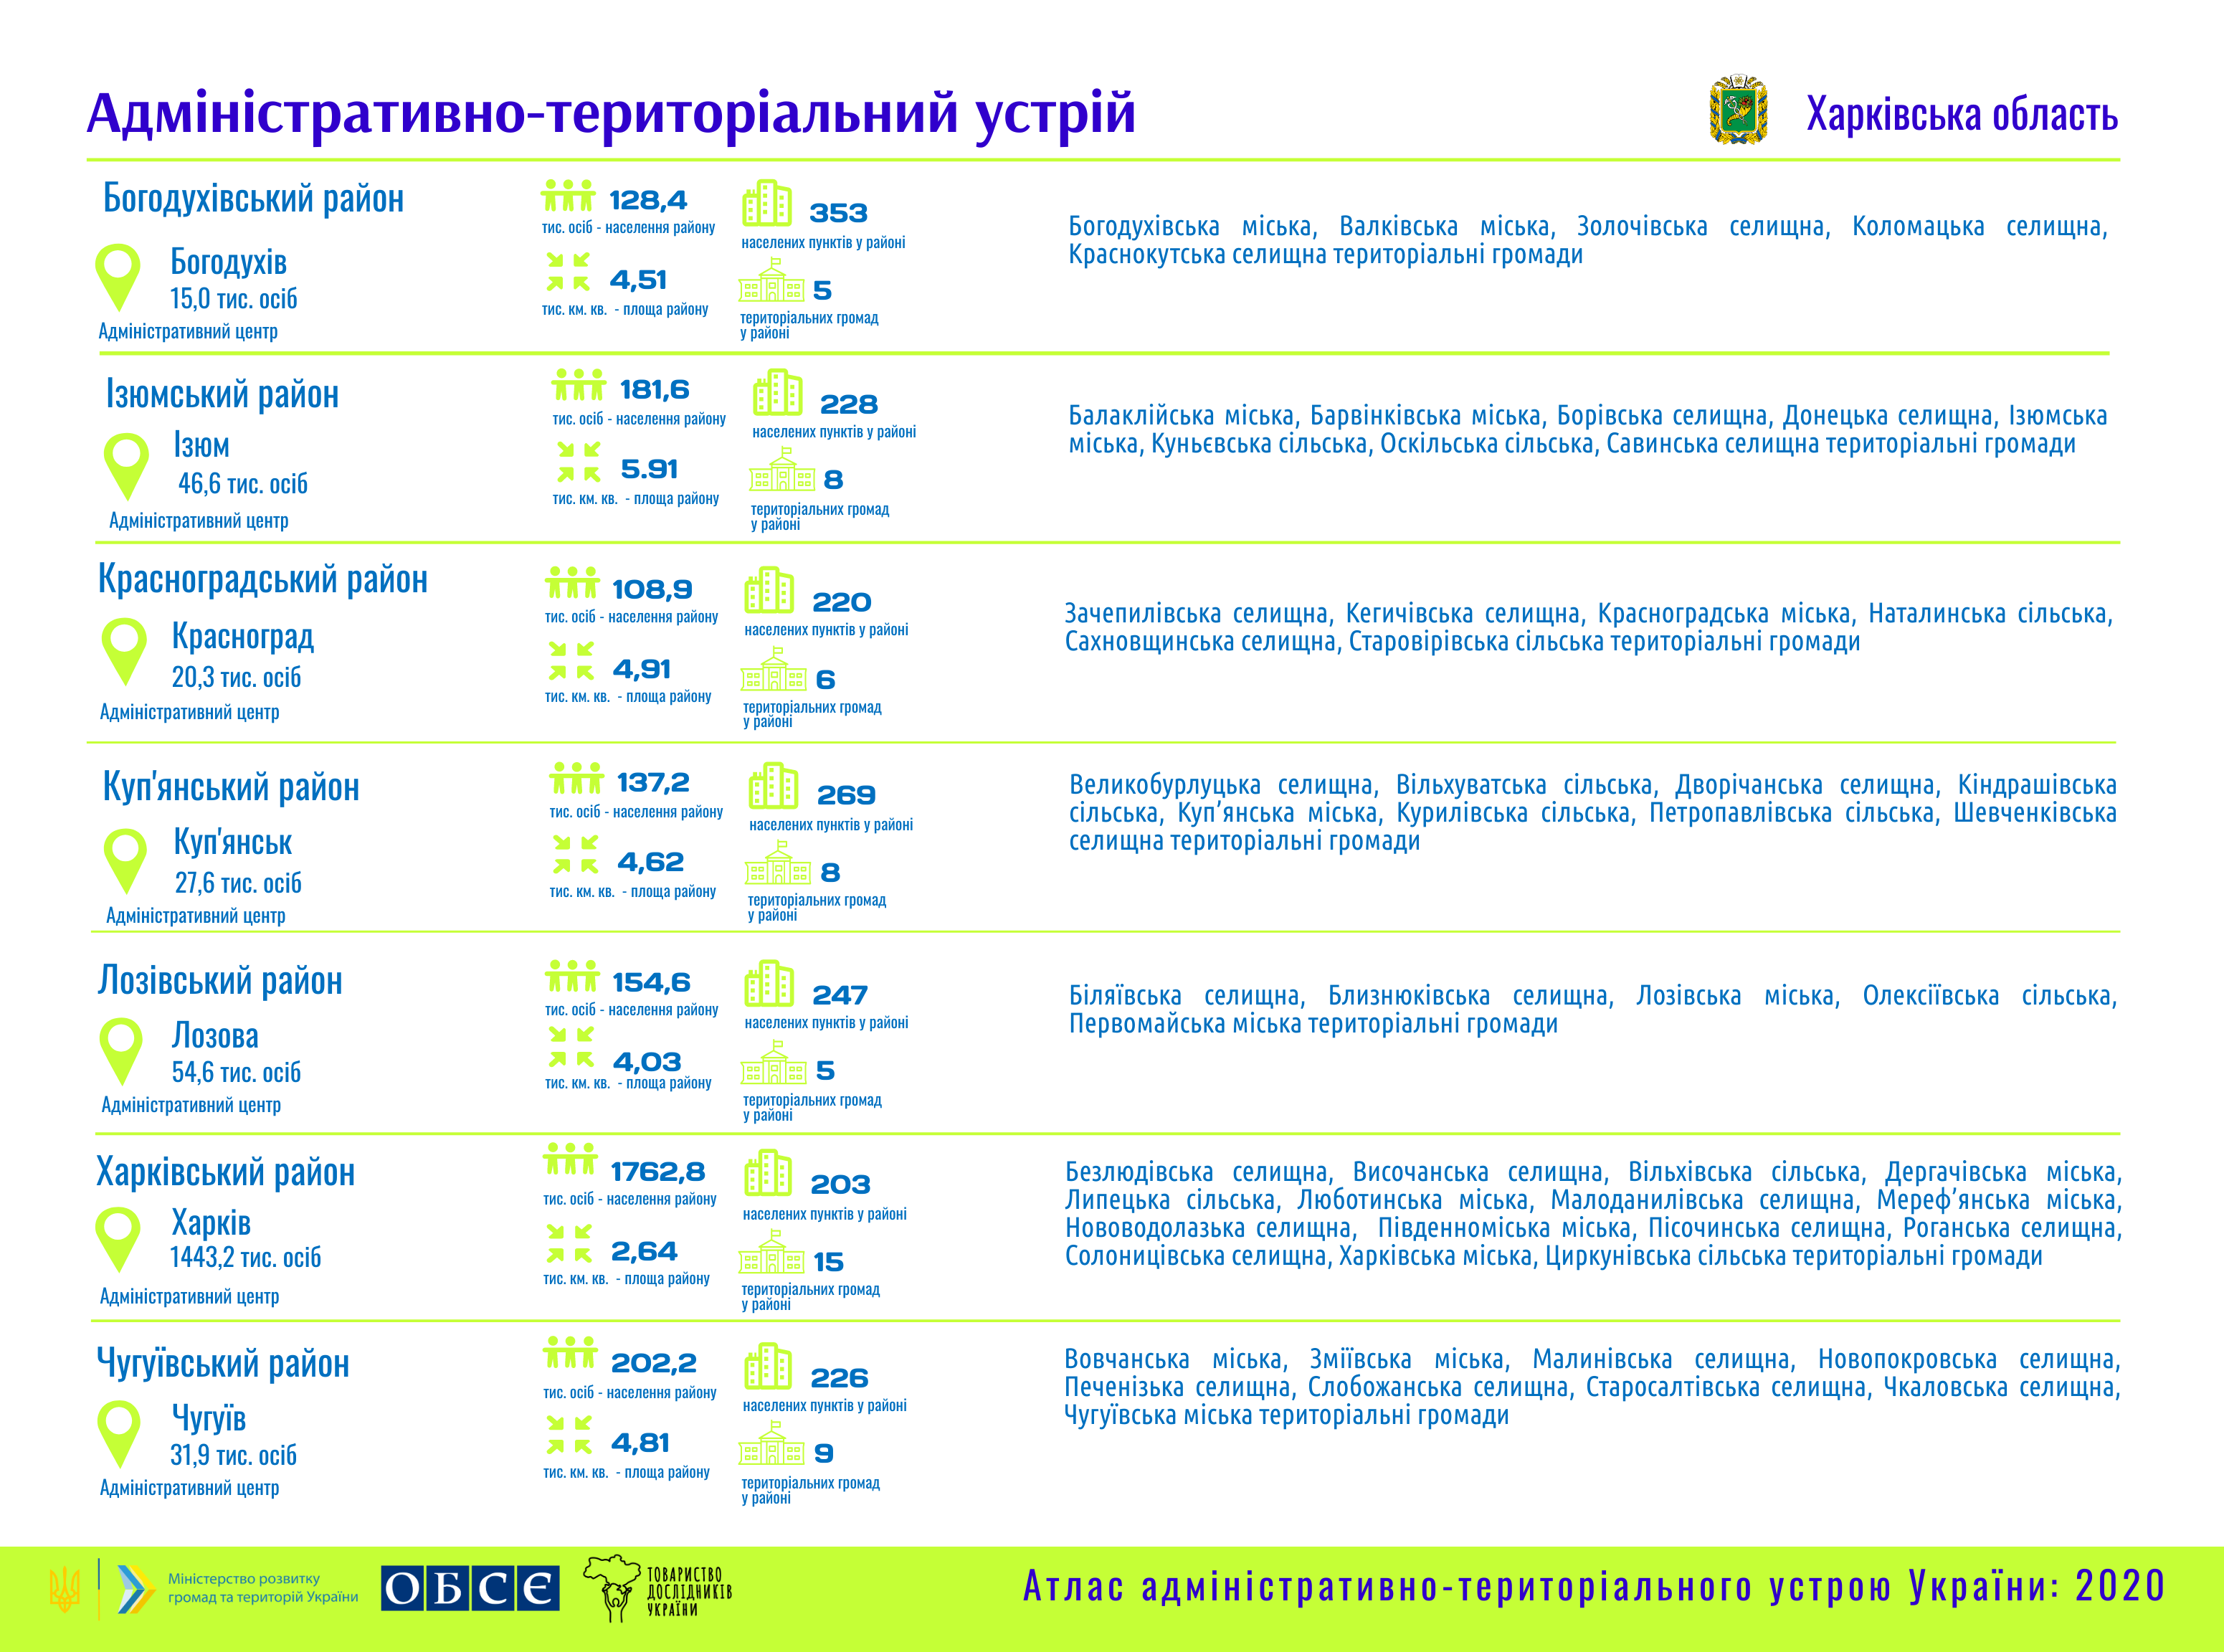 Адміністративно-територіальний устрій
Харківська область
Богодухівський район
Богодухів
15,0 тис. осіб
Адміністративний центр
128,4
тис. осіб - населення району
4,51
тис. км. кв. - площа району
353
населених пунктів у районі
5
територіальних громад
у районі
Богодухівська міська, Валківська міська, Золочівська селищна, Коломацька селищна,
Краснокутська селищна територіальні громади
Ізюмський район
Ізюм
46,6 тис. осіб
Адміністративний центр
181,6
тис. осіб - населення району
5.91
тис. км. кв. - площа району
228
населених пунктів у районі
8
територіальних громад
у районі
Балаклійська міська, Барвінківська міська, Борівська селищна, Донецька селищна, Ізюмська
міська, Куньєвська сільська, Оскільська сільська, Савинська селищна територіальні громади
Красноградський район
Красноград
20,3 тис. осіб
Адміністративний центр
108,9
тис. осіб - населення району
4,91
тис. км. кв. - площа району
220
населених пунктів у районі
6
територіальних громад
у районі
Зачепилівська селищна, Кегичівська селищна, Красноградська міська, Наталинська сільська,
Сахновщинська селищна, Старовірівська сільська територіальні громади
Куп'янський район
Куп'янськ
27,6 тис. осіб
Адміністративний центр
137,2
тис. осіб - населення району
4,62
тис. км. кв. - площа району
269
населених пунктів у районі
8
територіальних громад
у районі
Великобурлуцька селищна, Вільхуватська сільська, Дворічанська селищна, Кіндрашівська
сільська, Куп’янська міська, Курилівська сільська, Петропавлівська сільська, Шевченківська
селищна територіальні громади
Лозівський район
Лозова
54,6 тис. осіб
Адміністративний центр
154,6
тис. осіб - населення району
4,03
тис. км. кв. - площа району
247
населених пунктів у районі
5
територіальних громад
у районі
Біляївська селищна, Близнюківська селищна, Лозівська міська, Олексіївська сільська,
Первомайська міська територіальні громади
Харківський район
Харків
1443,2 тис. осіб
Адміністративний центр
1762,8
тис. осіб - населення району
2,64
тис. км. кв. - площа району
203
населених пунктів у районі
15
територіальних громад
у районі
Безлюдівська селищна, Височанська селищна, Вільхівська сільська, Дергачівська міська,
Липецька сільська, Люботинська міська, Малоданилівська селищна, Мереф’янська міська,
Нововодолазька селищна, Південноміська міська, Пісочинська селищна, Роганська селищна,
Солоницівська селищна, Харківська міська, Циркунівська сільська територіальні громади
Чугуївський район
Чугуїв
31,9 тис. осіб
Адміністративний центр
202,2
тис. осіб - населення району
4,81
тис. км. кв. - площа району
226
населених пунктів у районі
9
територіальних громад
у районі
Вовчанська міська, Зміївська міська, Малинівська селищна, Новопокровська селищна,
Печенізька селищна, Слобожанська селищна, Старосалтівська селищна, Чкаловська селищна,
Чугуївська міська територіальні громади
Міністерство розвитку
громад та територій України
ОБСЄ
ТОВАРИСТВО
ДОСЛІДНИКІВ
УКРАЇНИ
Атлас адміністративно-територіального устрою України: 2020